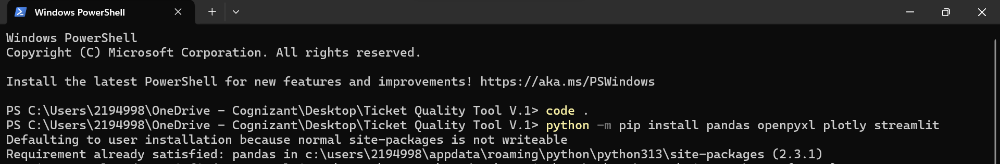 Windows PowerShell
Windows PowerShell
Copyright (C) Microsoft Corporation. All rights reserved.
Install the latest PowerShell for new features and improvements! https://aka.ms/PSWindows
PS C:\Users\2194998\OneDrive - Cognizant\Desktop\Ticket Quality Tool V.1> code .
PS C:\Users\2194998\OneDrive - Cognizant\Desktop\Ticket Quality Tool V.1> python -m pip install pandas openpyxl plotly streamlit
Defaulting to user installation because normal site-packages is not writeable
Requirement already satisfied: pandas in c:\users\2194998\appdata\roaming\python\python313\site-packages (2.3.1)